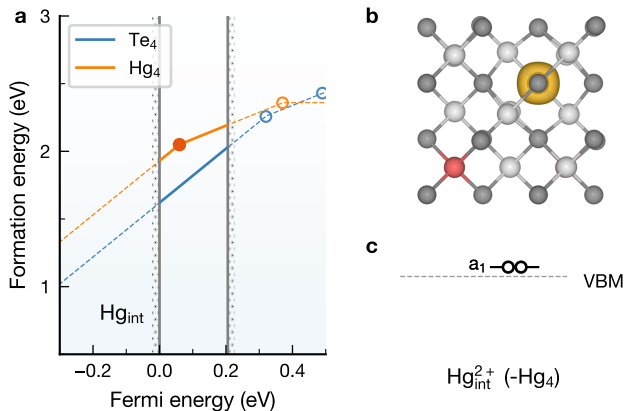 a
3
2
1
Formation energy (eV)
Te4
Hg4
Hgint
−0.2
0.0
0.2
0.4
Fermi energy (eV)
b
c
a1
VBM
Hg2+int (-Hg4)